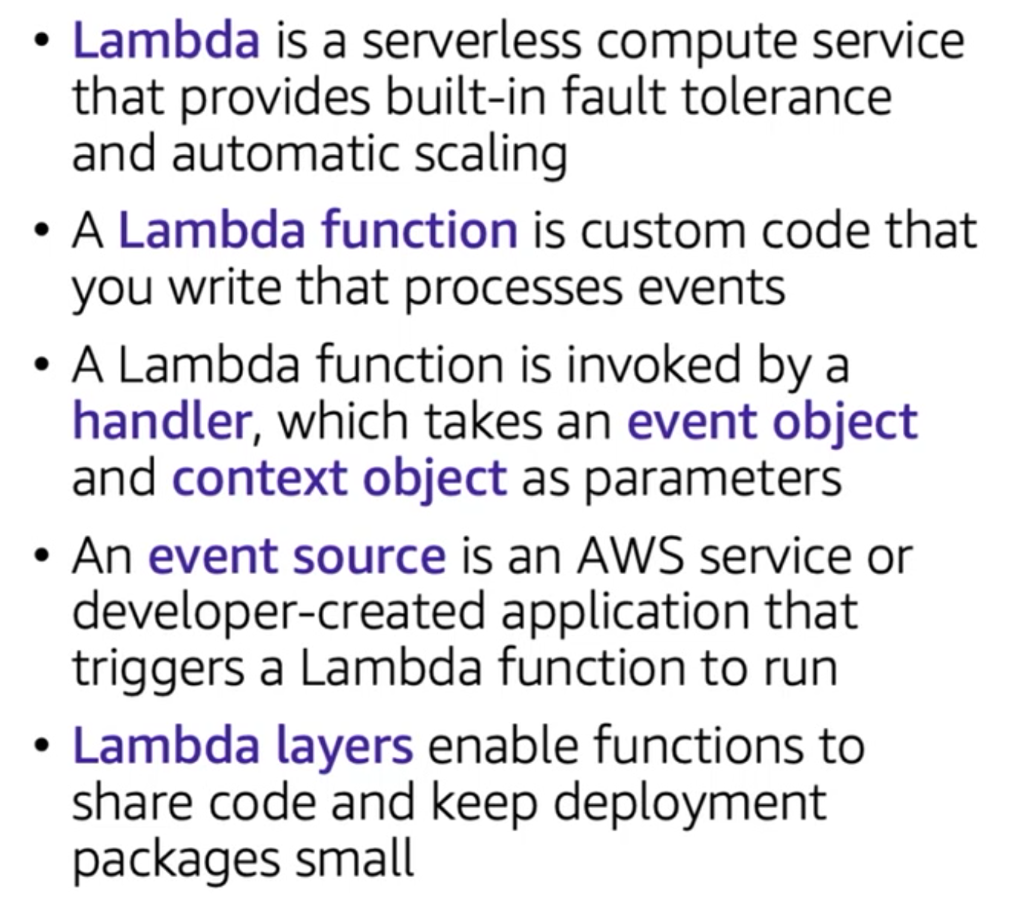 • Lambda is a serverless compute service
that provides built-in fault tolerance
and automatic scaling
• A Lambda function is custom code that
you write that processes events
• A Lambda function is invoked by a
handler, which takes an event object
and context object as parameters
• An event source is an AWS service or
developer-created application that
triggers a Lambda function to run
• Lambda layers enable functions to
share code and keep deployment
packages small